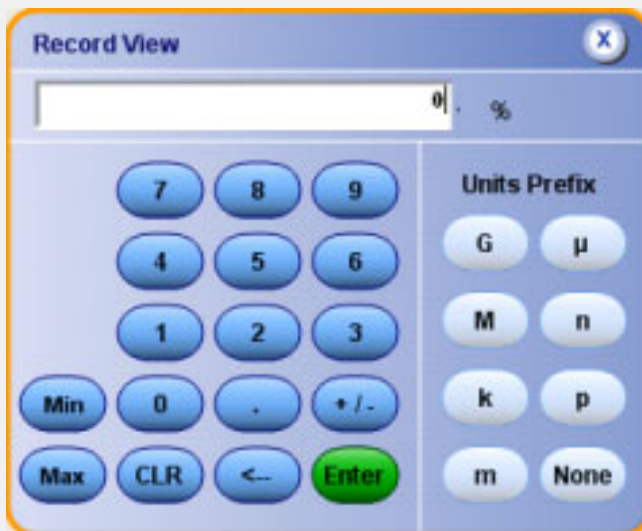 Record View X
0. %
Units Prefix
7 8 9
G µ
4 5 6
M n
1 2 3
Min 0 . + / -
k p
Max CLR <-- Enter
m None